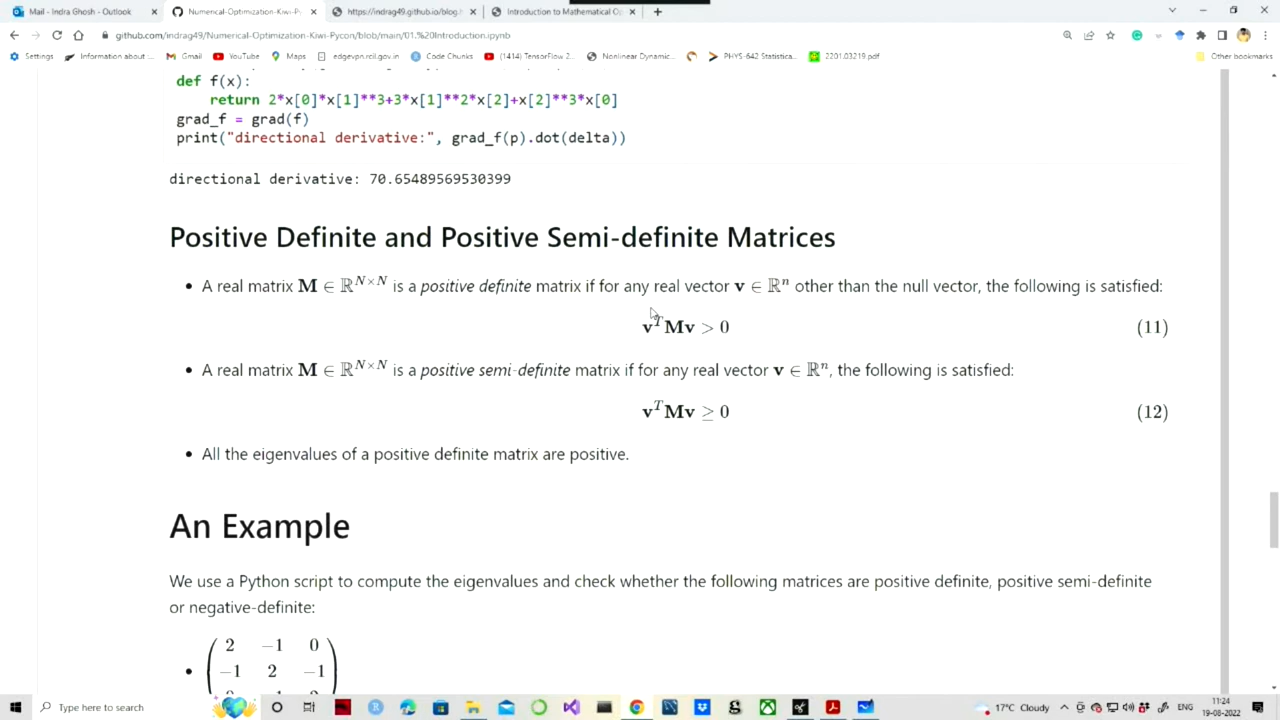 Mail - Indra Ghosh - Outlook
Numerical-Optimization-Kiwi-P
https://indrag49.github.io/blog.
Introduction to Mathematical O
github.com/indrag49/Numerical-Optimization-Kiwi-Pycon/blob/main/01.%20Introduction.ipynb
Settings
Information about ...
Gmail
YouTube
Maps
edgevpn.rcil.gov.in
Code Chunks
(1414) TensorFlow 2...
Nonlinear Dynamic...
PHYS-642 Statistica...
2201.03219.pdf
Other bookmarks
def f(x):
return 2*x[0]*x[1]**3+3*x[1]**2*x[2]+x[2]**3*x[0]
grad_f = grad(f)
print("directional derivative:", grad_f(p).dot(delta))
directional derivative: 70.65489569530399
Positive Definite and Positive Semi-definite Matrices
• A real matrix M ∈ ℝ^{N×N} is a positive definite matrix if for any real vector v ∈ ℝⁿ other than the null vector, the following is satisfied:
v^T Mv > 0 (11)
• A real matrix M ∈ ℝ^{N×N} is a positive semi-definite matrix if for any real vector v ∈ ℝⁿ, the following is satisfied:
v^T Mv ≥ 0 (12)
• All the eigenvalues of a positive definite matrix are positive.
An Example
We use a Python script to compute the eigenvalues and check whether the following matrices are positive definite, positive semi-definite
or negative-definite:
2 −1 0
• −1 2 −1
Type here to search
17°C Cloudy
ENG
11:24
19-08-2022